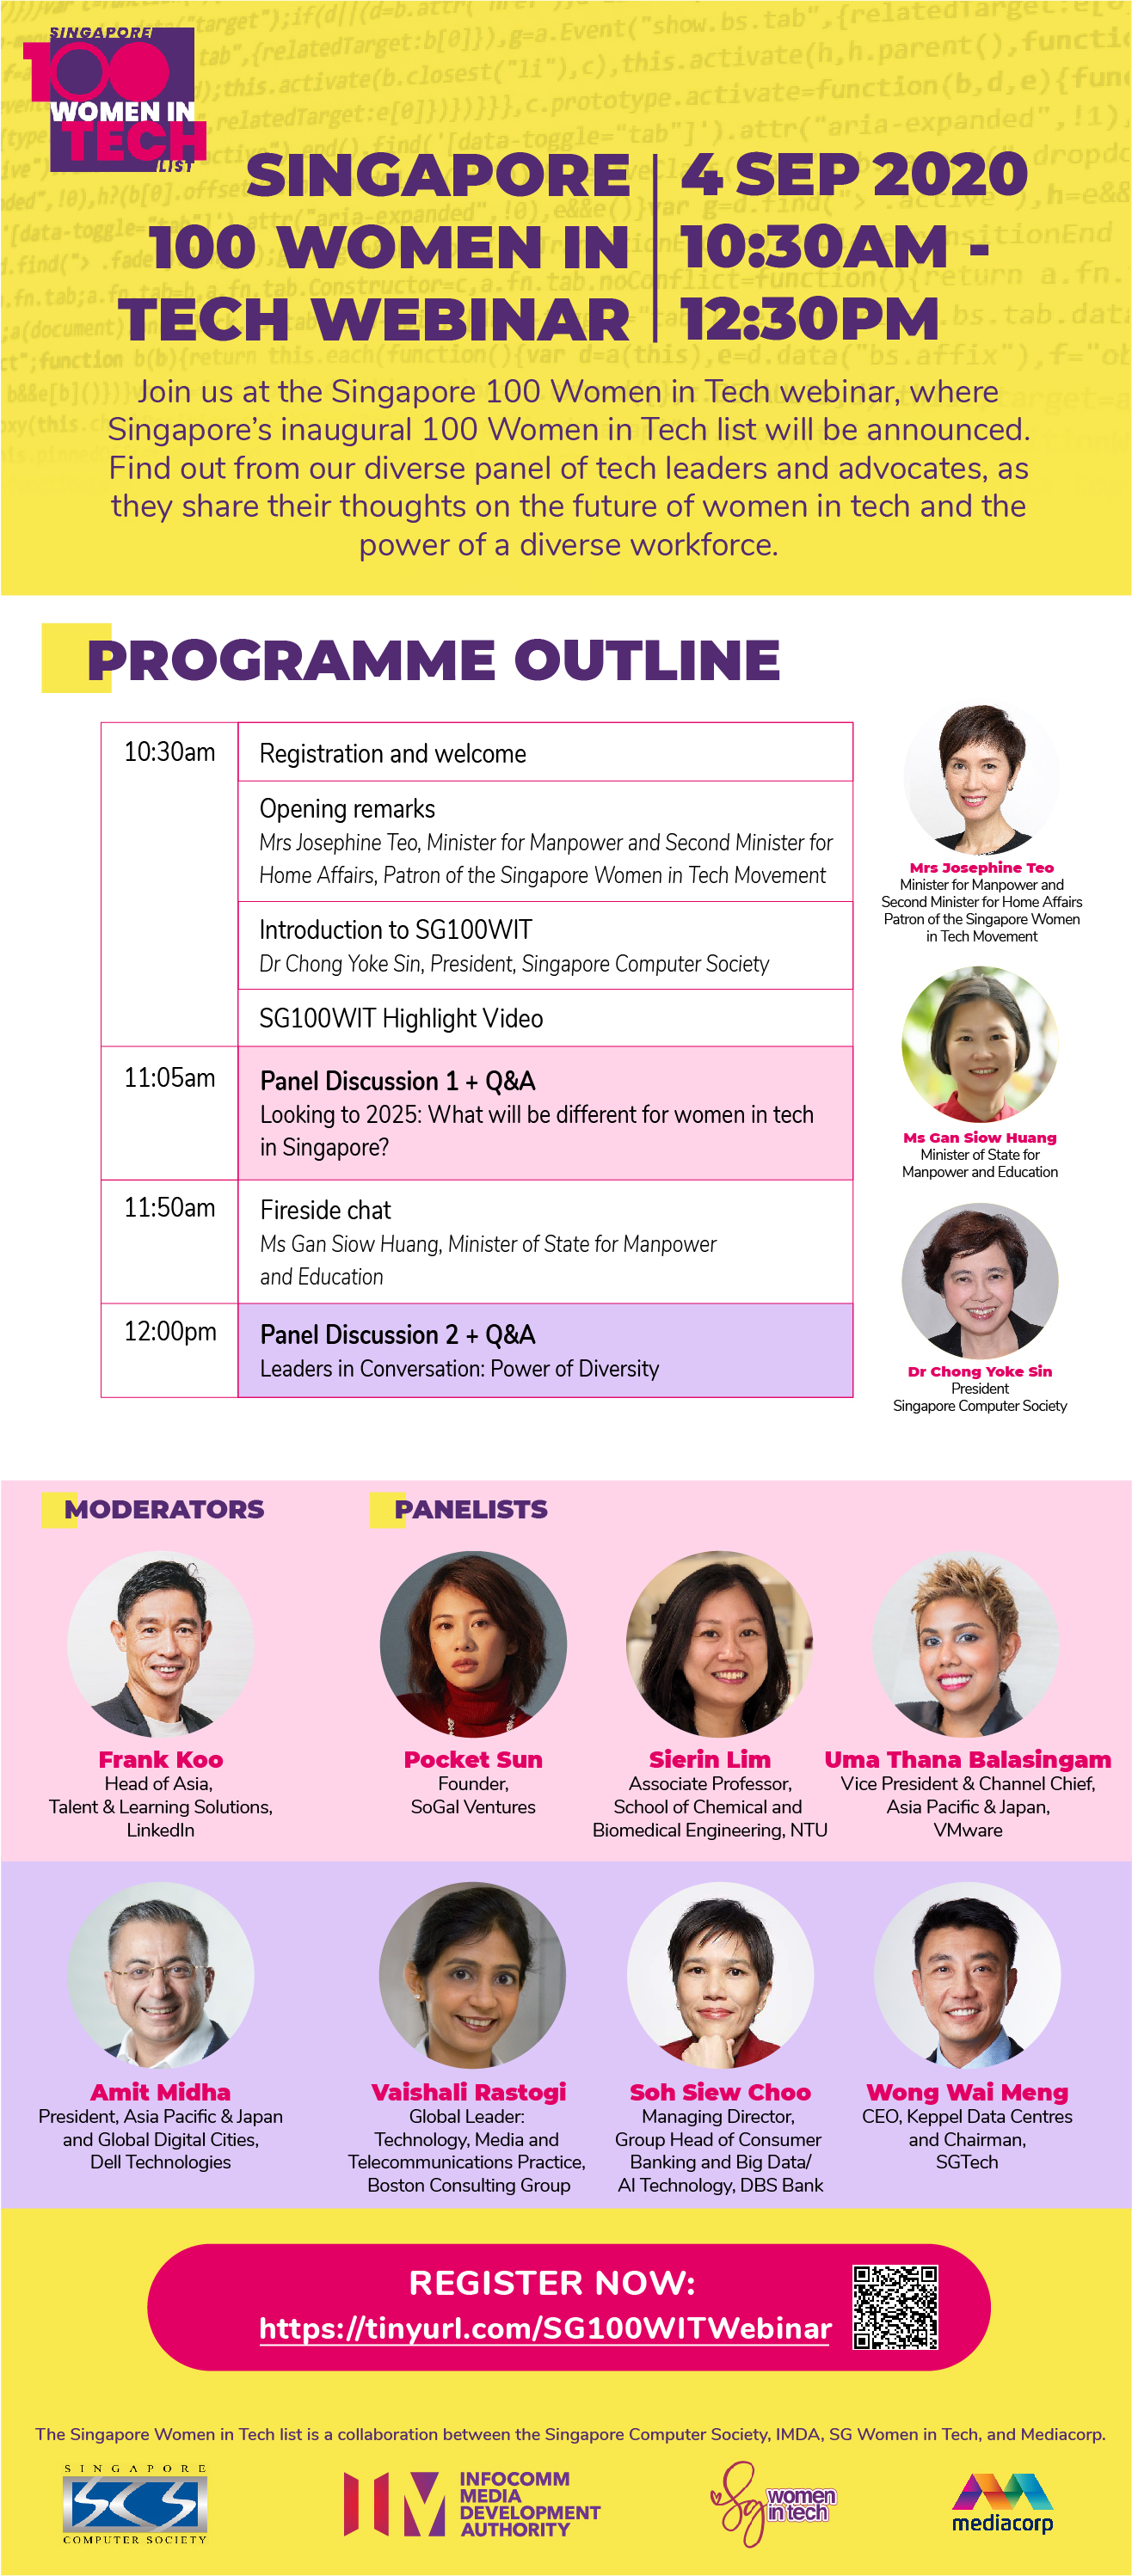 SINGAPORE
100
WOMEN IN
TECH
LIST
SINGAPORE
100 WOMEN IN
TECH WEBINAR
4 SEP 2020
10:30AM -
12:30PM
Join us at the Singapore 100 Women in Tech webinar, where
Singapore's inaugural 100 Women in Tech list will be announced.
Find out from our diverse panel of tech leaders and advocates, as
they share their thoughts on the future of women in tech and the
power of a diverse workforce.
PROGRAMME OUTLINE
10:30am
Registration and welcome
Opening remarks
Mrs Josephine Teo, Minister for Manpower and Second Minister for
Home Affairs, Patron of the Singapore Women in Tech Movement
Introduction to SG100WIT
Dr Chong Yoke Sin, President, Singapore Computer Society
SG100WIT Highlight Video
11:05am
Panel Discussion 1 + Q&A
Looking to 2025: What will be different for women in tech
in Singapore?
11:50am
Fireside chat
Ms Gan Siow Huang, Minister of State for Manpower
and Education
12:00pm
Panel Discussion 2 + Q&A
Leaders in Conversation: Power of Diversity
Mrs Josephine Teo
Minister for Manpower and
Second Minister for Home Affairs
Patron of the Singapore Women
in Tech Movement
Ms Gan Siow Huang
Minister of State for
Manpower and Education
Dr Chong Yoke Sin
President
Singapore Computer Society
MODERATORS
PANELISTS
Frank Koo
Head of Asia,
Talent & Learning Solutions,
LinkedIn
Pocket Sun
Founder,
SoGal Ventures
Sierin Lim
Associate Professor,
School of Chemical and
Biomedical Engineering, NTU
Uma Thana Balasingam
Vice President & Channel Chief,
Asia Pacific & Japan,
VMware
Amit Midha
President, Asia Pacific & Japan
and Global Digital Cities,
Dell Technologies
Vaishali Rastogi
Global Leader:
Technology, Media and
Telecommunications Practice,
Boston Consulting Group
Soh Siew Choo
Managing Director,
Group Head of Consumer
Banking and Big Data/
AI Technology, DBS Bank
Wong Wai Meng
CEO, Keppel Data Centres
and Chairman,
SGTech
REGISTER NOW:
https://tinyurl.com/SG100WITWebinar
The Singapore Women in Tech list is a collaboration between the Singapore Computer Society, IMDA, SG Women in Tech, and Mediacorp.
SINGAPORE
SCS
COMPUTER SOCIETY
INFOCOMM
MEDIA
DEVELOPMENT
AUTHORITY
Sg
women
in tech
mediacorp